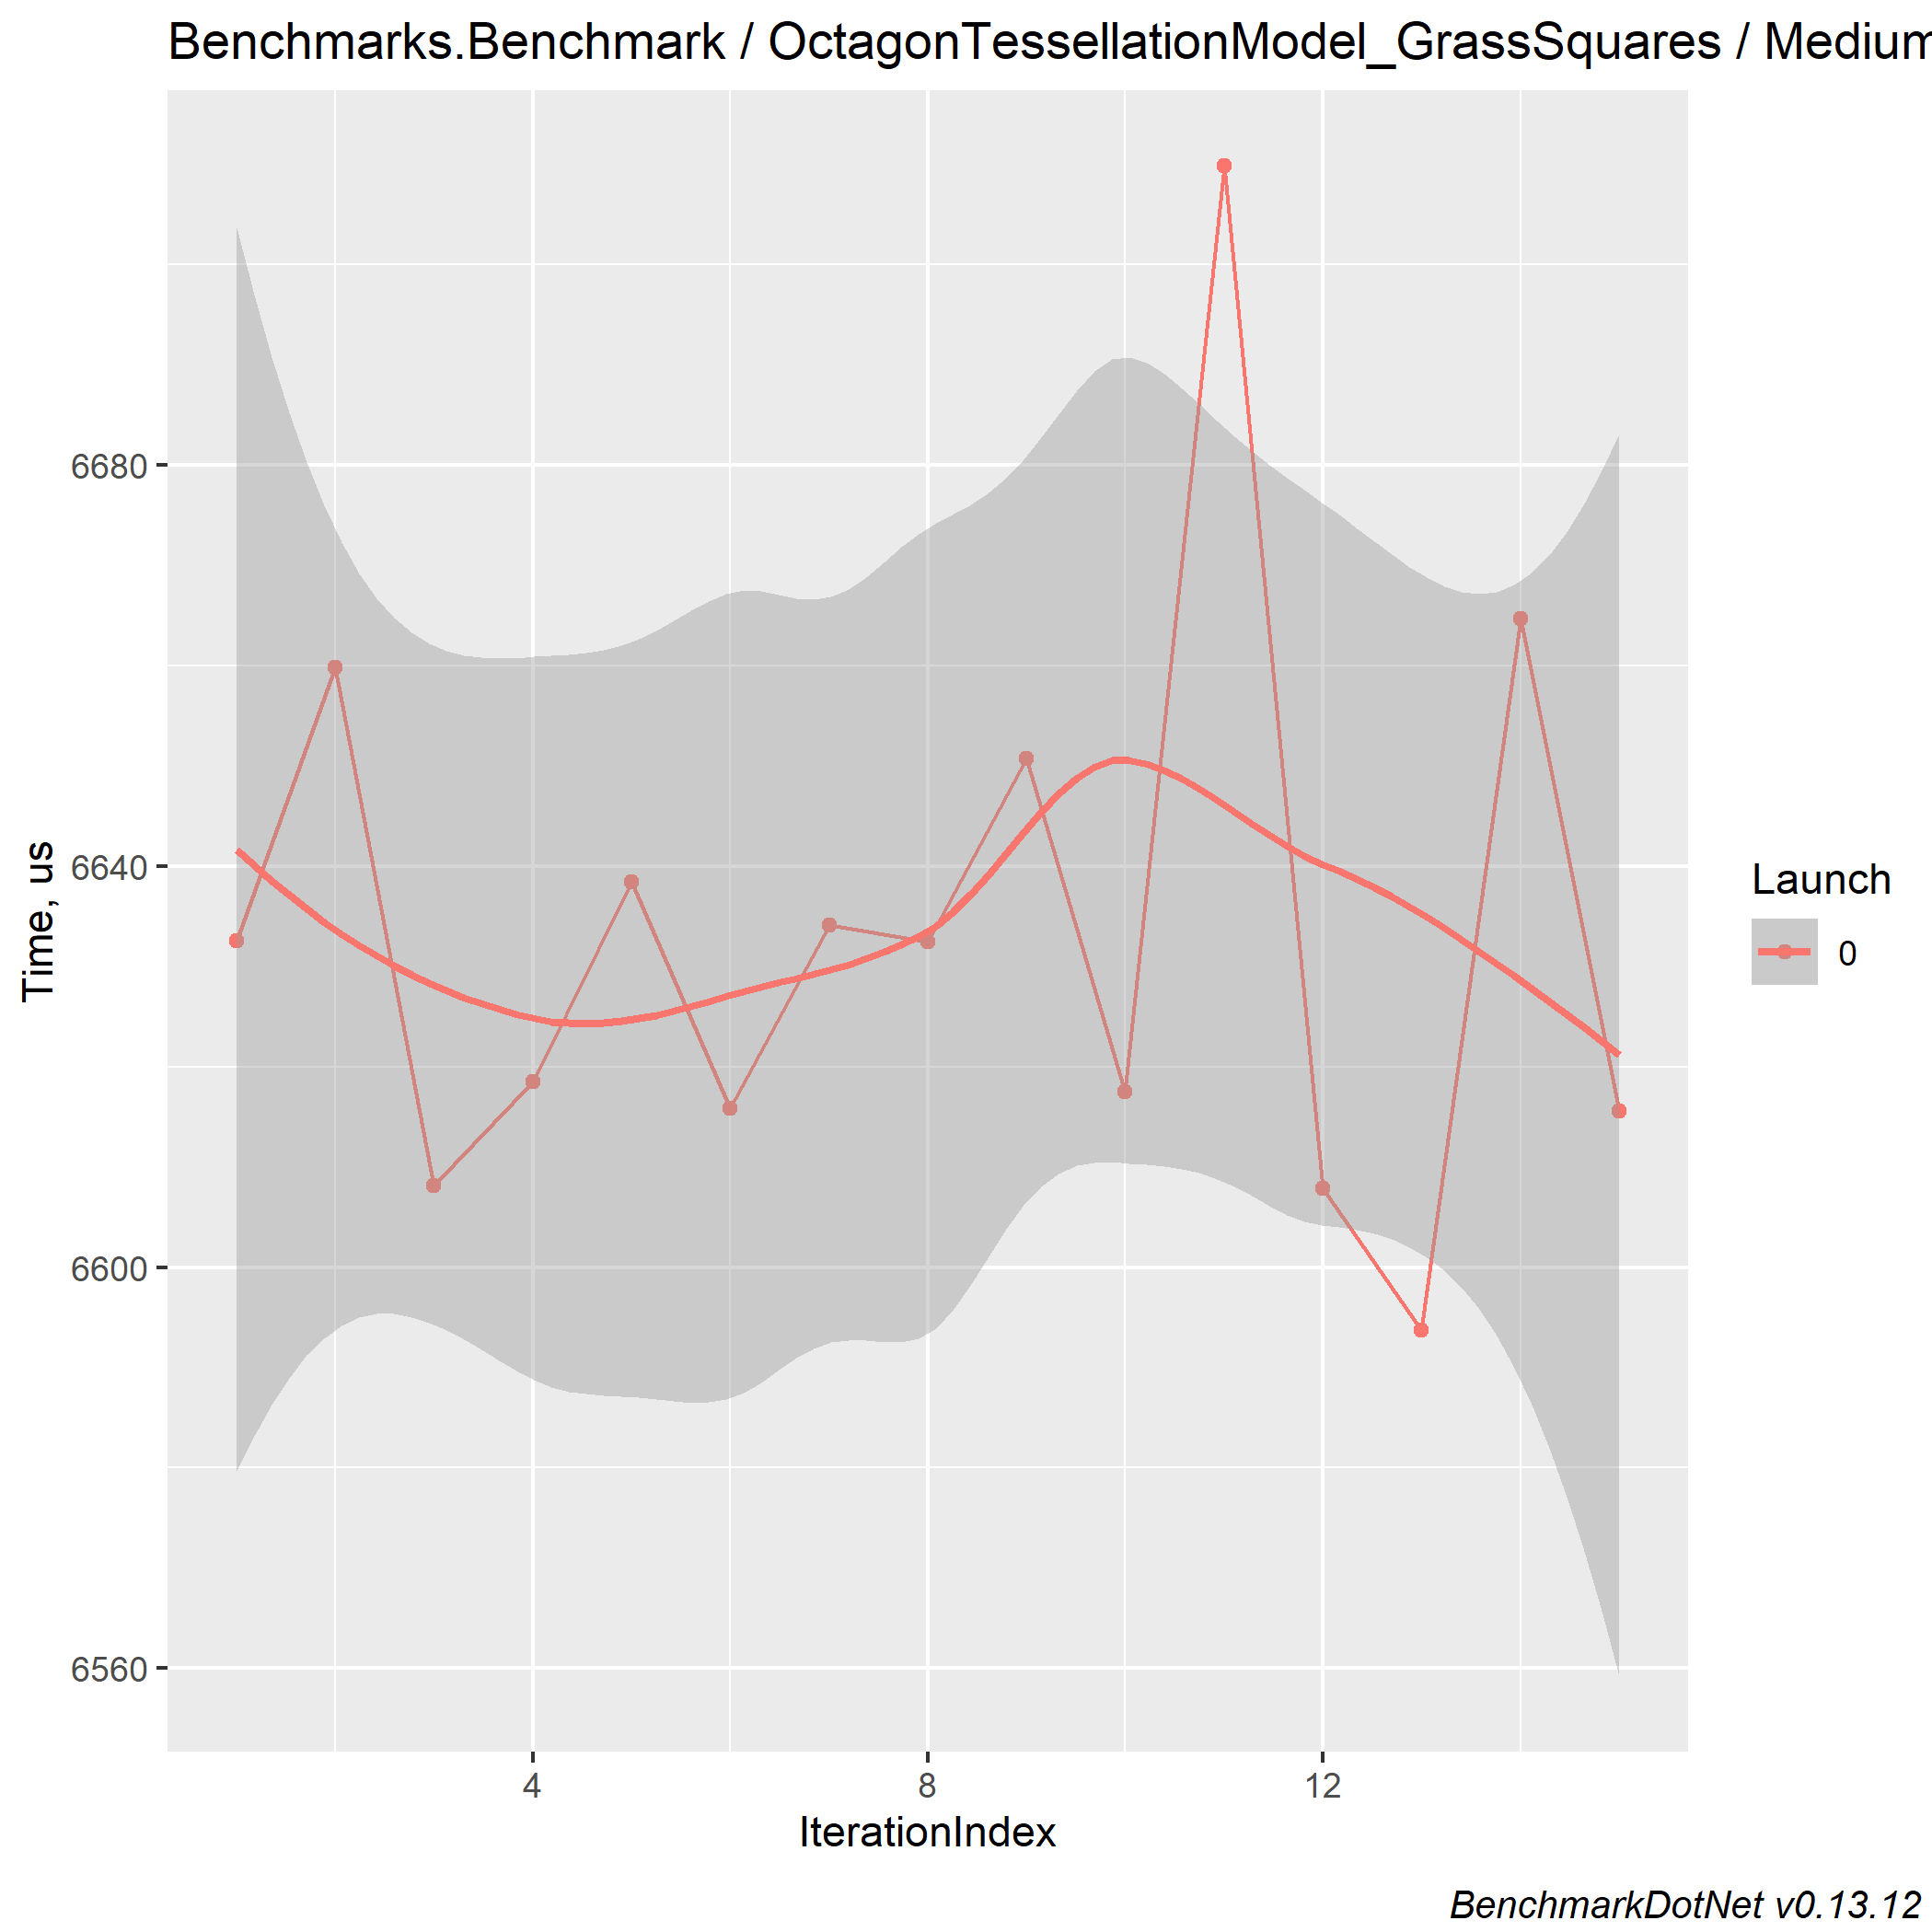 Benchmarks.Benchmark / OctagonTessellationModel_GrassSquares / Medium
6680
6640
6600
6560
Time, us
4
8
12
IterationIndex
Launch
0
BenchmarkDotNet v0.13.12